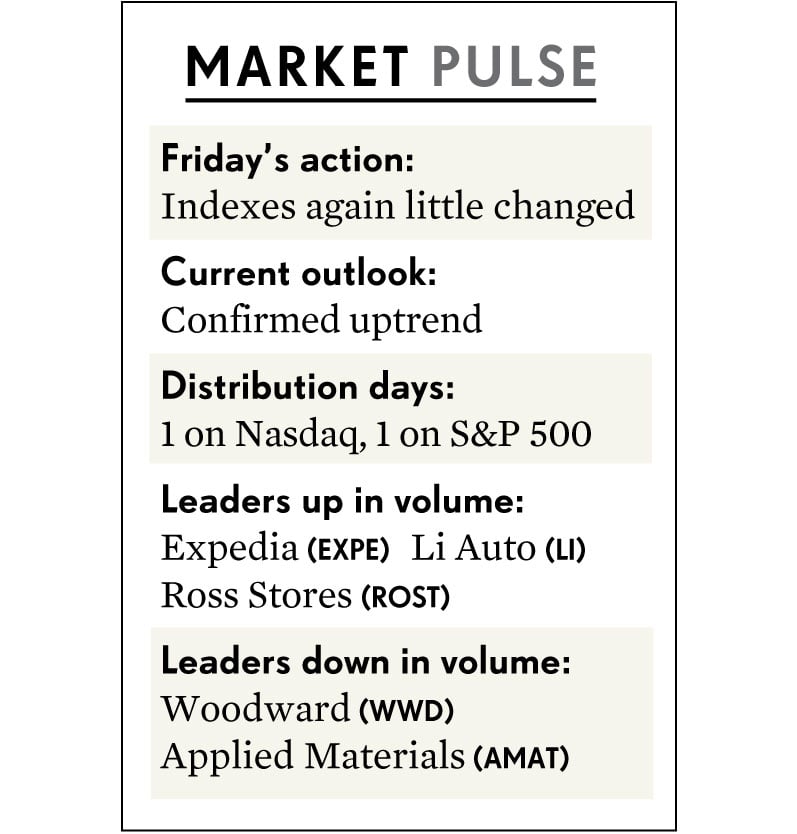 MARKET PULSE
Friday's action:
Indexes again little changed
Current outlook:
Confirmed uptrend
Distribution days:
1 on Nasdaq, 1 on S&P 500
Leaders up in volume:
Expedia (EXPE) Li Auto (LI)
Ross Stores (ROST)
Leaders down in volume:
Woodward (WWD)
Applied Materials (AMAT)